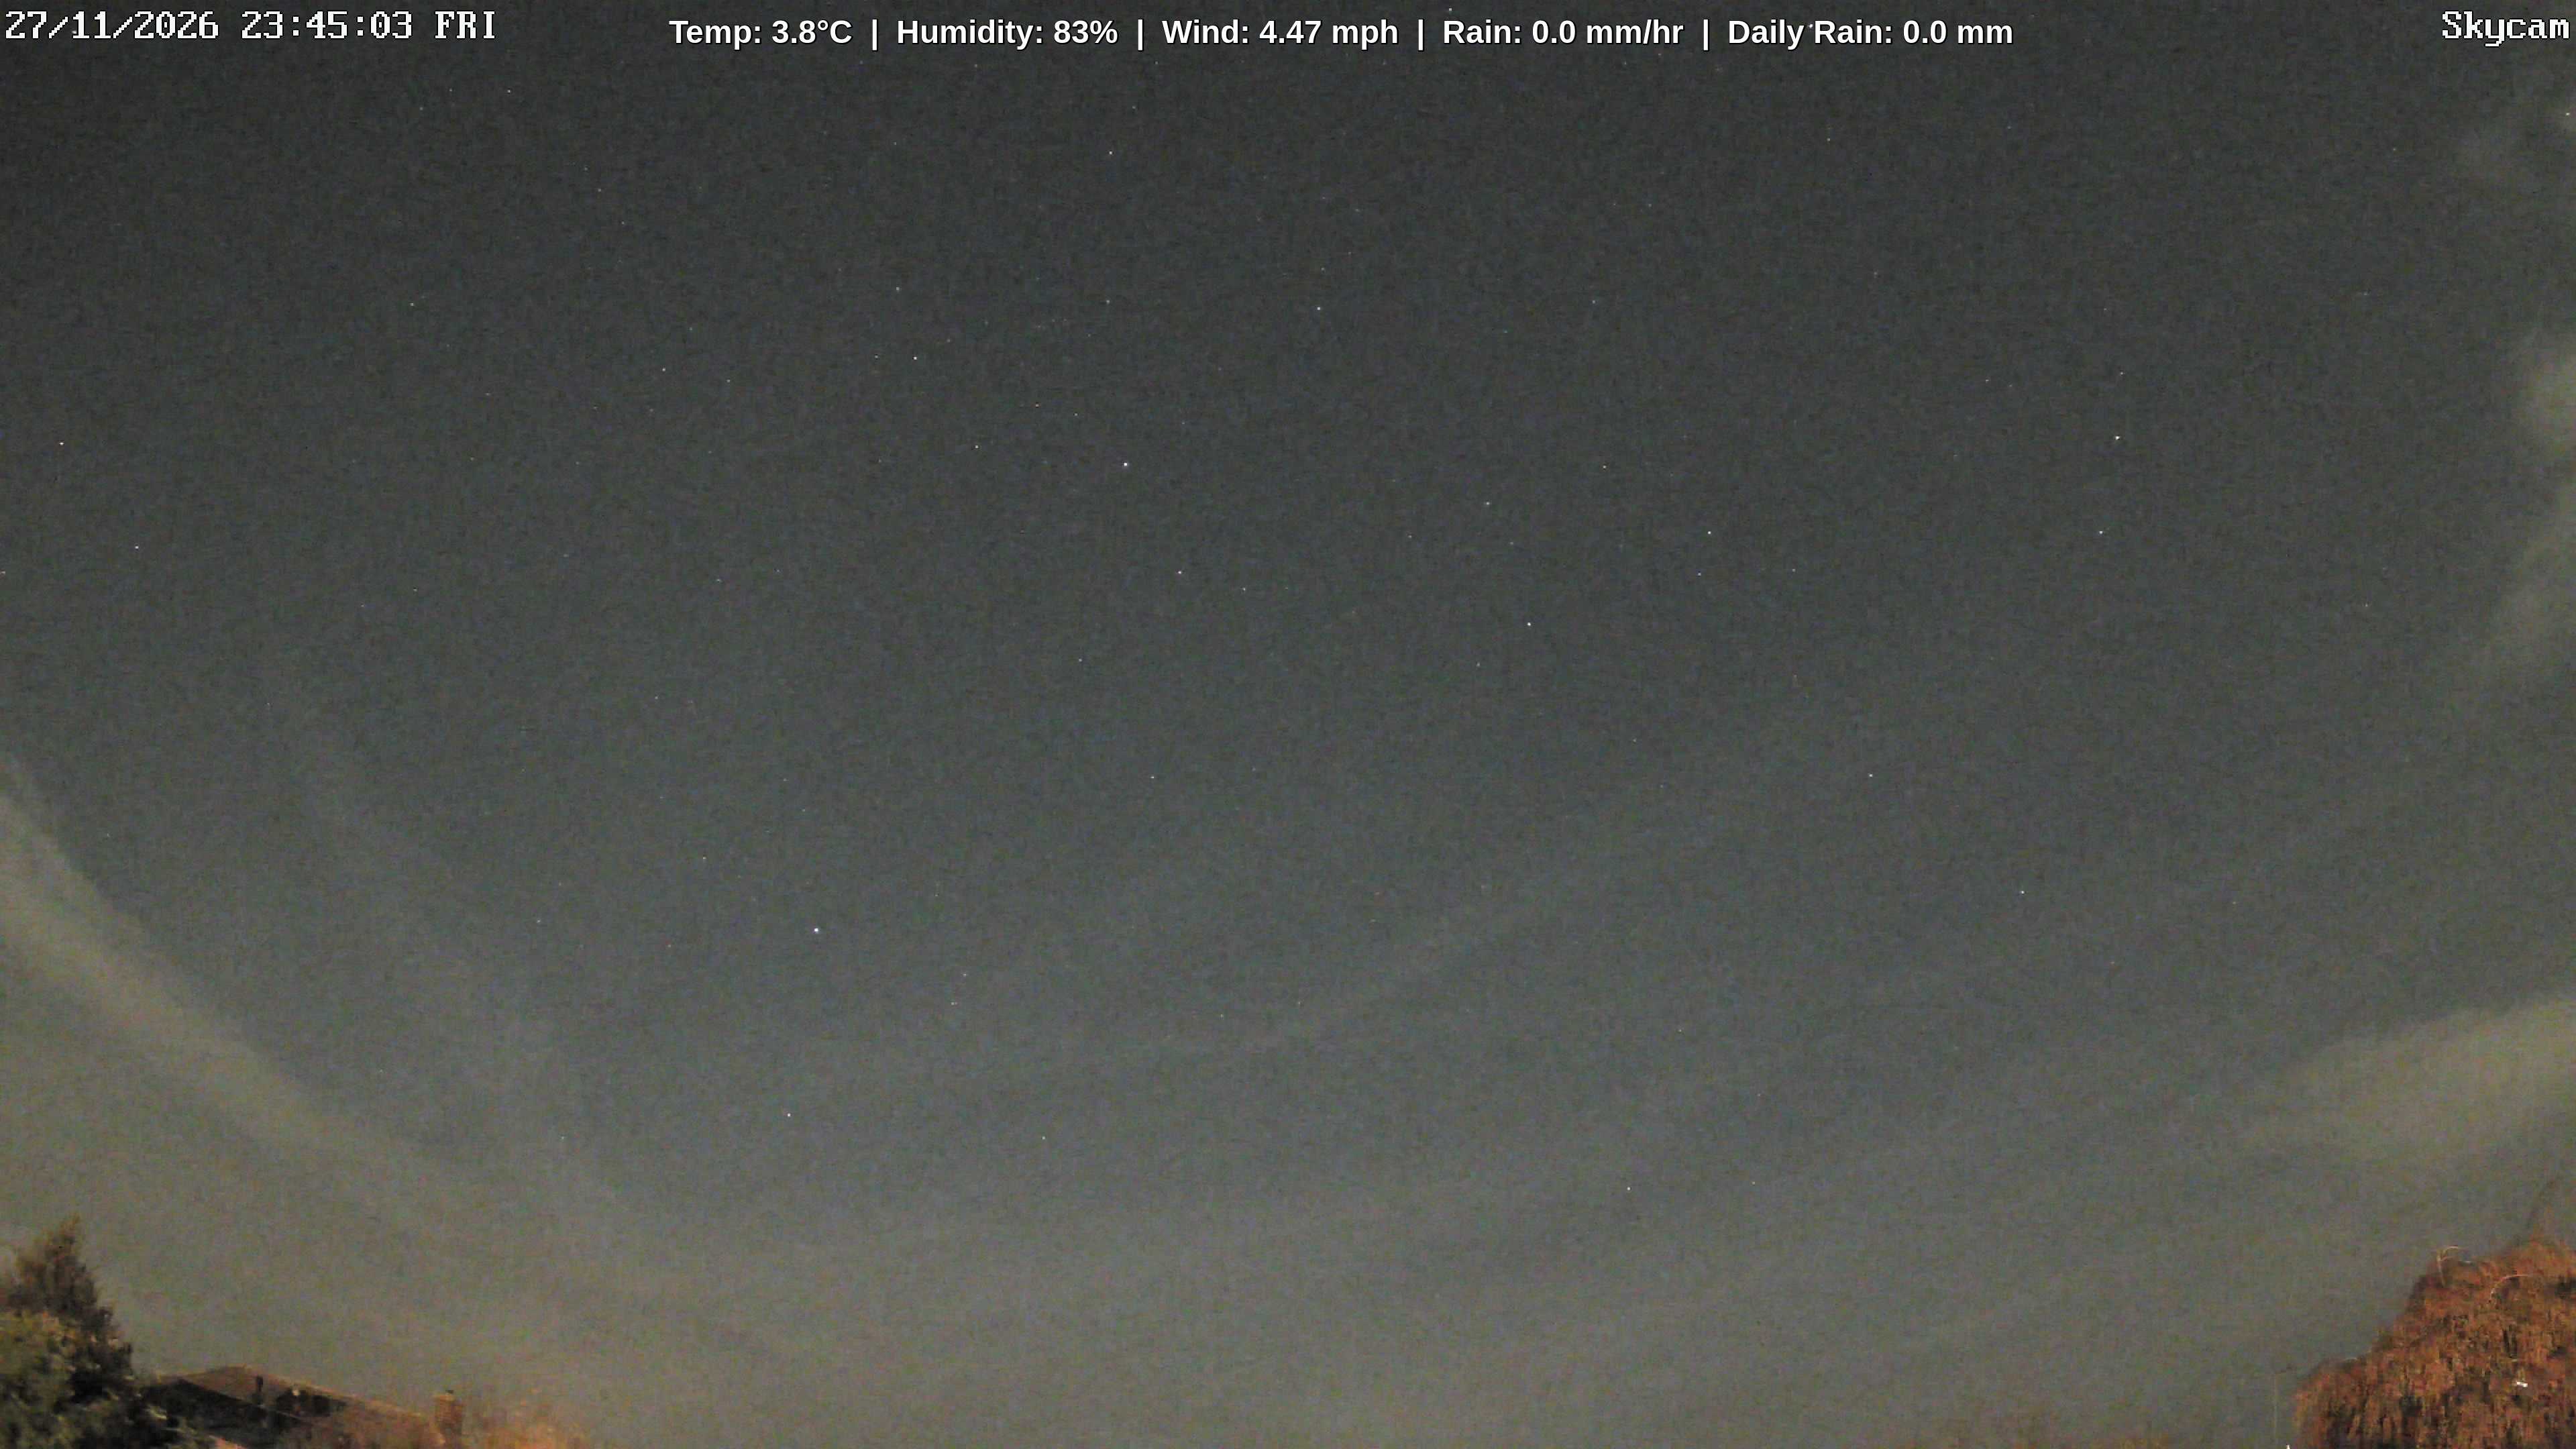 27/11/2026 23:45:03 FRI
Temp: 3.8°C | Humidity: 83% | Wind: 4.47 mph | Rain: 0.0 mm/hr | Daily Rain: 0.0 mm
Skycam